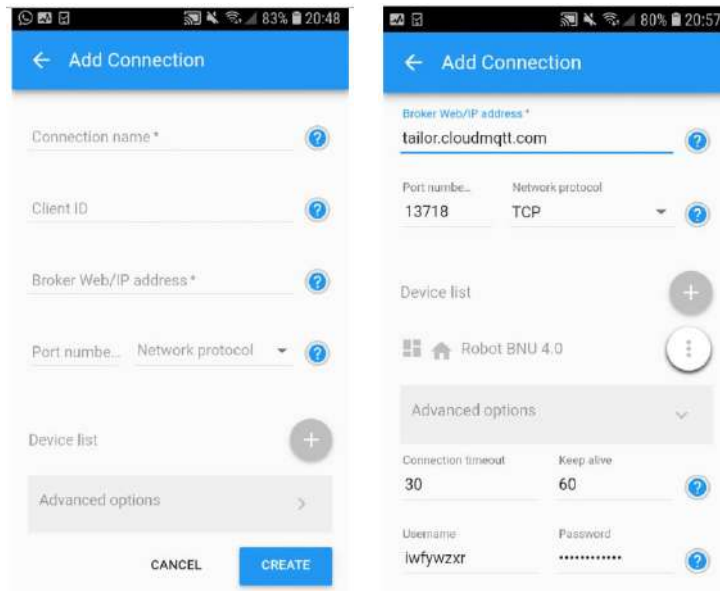 83% 20:48
Add Connection
Connection name *
Client ID
Broker Web/IP address *
Port numbe... Network protocol
Device list
Advanced options
CANCEL CREATE
80% 20:57
Add Connection
Broker Web/IP address *
tailor.cloudmqtt.com
Port numbe... Network protocol
13718 TCP
Device list
Robot BNU 4.0
Advanced options
Connection timeout Keep alive
30 60
Username Password
iwfywzxr ••••••••••••